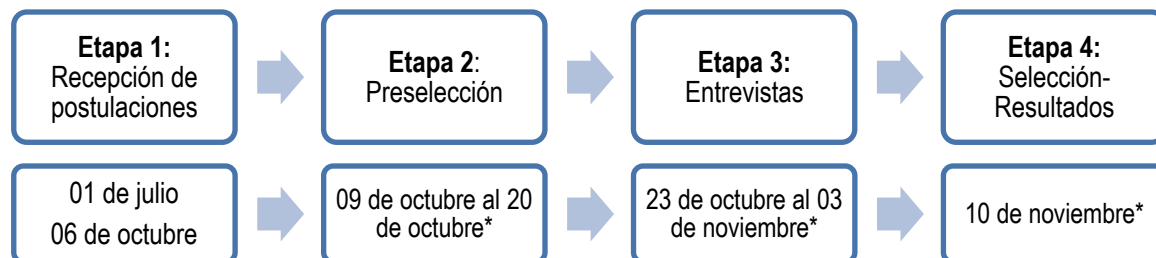 Etapa 1:
Recepción de
postulaciones
Etapa 2:
Preselección
Etapa 3:
Entrevistas
Etapa 4:
Selección-
Resultados
01 de julio
06 de octubre
09 de octubre al 20
de octubre*
23 de octubre al 03
de noviembre*
10 de noviembre*